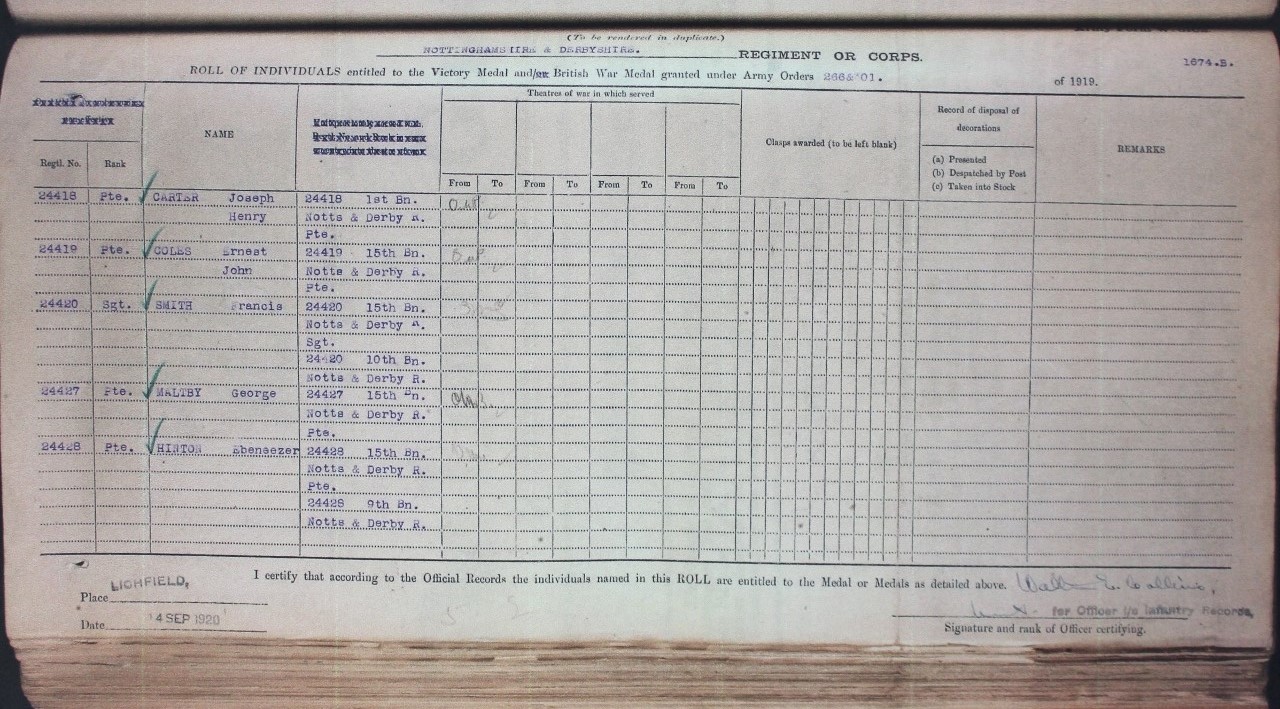 (To be rendered in duplicate.)
NOTTINGHAMSHIRE & DERBYSHIRE. REGIMENT OR CORPS. 1674.B.
ROLL OF INDIVIDUALS entitled to the Victory Medal and/or British War Medal granted under Army Orders 266&301. of 1919.
NAME
Theatres of war in which served
Clasps awarded (to be left blank)
Record of disposal of decorations
(a) Presented
(b) Despatched by Post
(c) Taken into Stock
REMARKS
Regtl. No. Rank
From To From To From To From To
24418 Pte. CARTER Joseph 24418 1st Bn.
Henry Notts & Derby R.
Pte.
24419 Pte. COLES Ernest 24419 15th Bn.
John Notts & Derby R.
Pte.
24420 Sgt. SMITH Francis 24420 15th Bn.
Notts & Derby R.
Sgt.
24420 10th Bn.
Notts & Derby R.
24427 Pte. MALTBY George 24427 15th Bn.
Notts & Derby R.
Pte.
24428 Pte. HINTON Ebeneezer 24428 15th Bn.
Notts & Derby R.
Pte.
24428 9th Bn.
Notts & Derby R.
I certify that according to the Official Records the individuals named in this ROLL are entitled to the Medal or Medals as detailed above.
Place LICHFIELD,
for Officer i/c Infantry Records,
Date 4 SEP 1920
Signature and rank of Officer certifying.